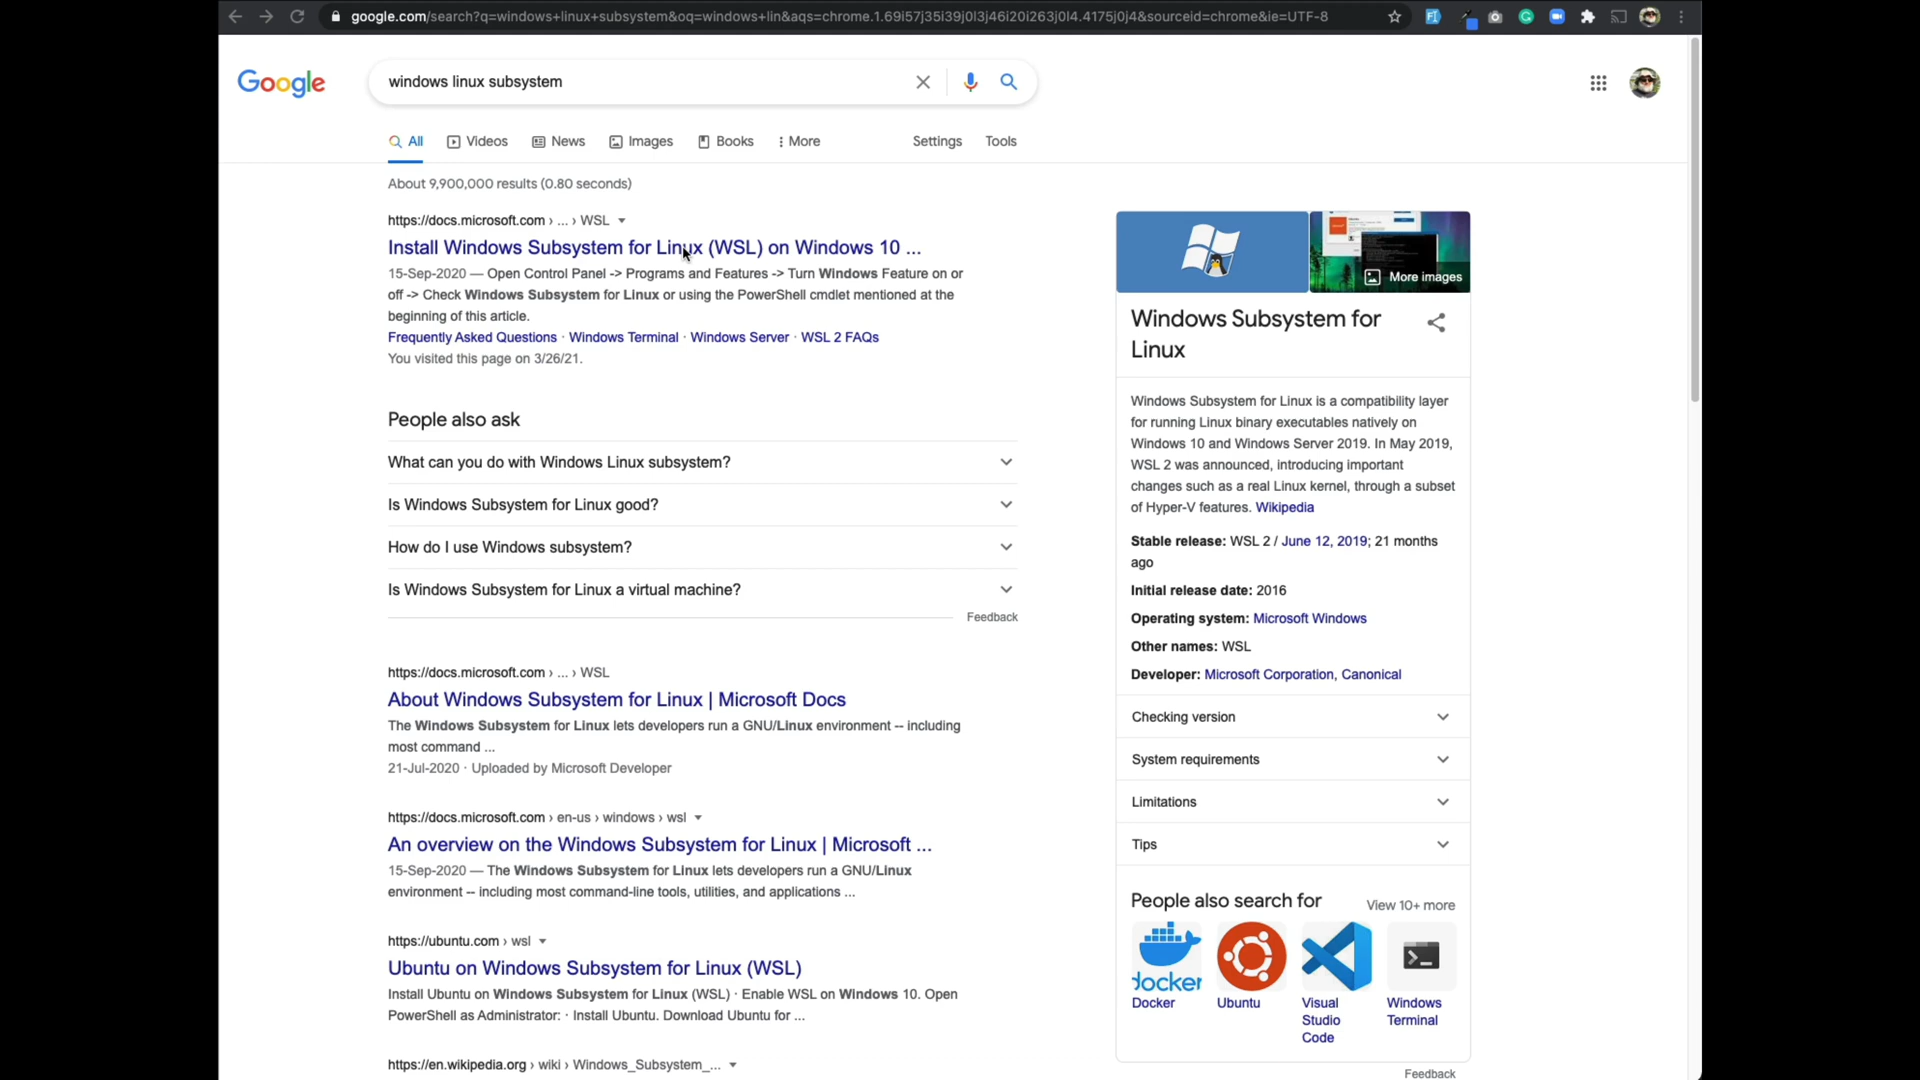 google.com/search?q=windows+linux+subsystem&oq=windows+lin&aqs=chrome.1.69i57j35i39j0l3j46i20i263j0l4.4175j0j4&sourceid=chrome&ie=UTF-8
Google
windows linux subsystem
All
Videos
News
Images
Books
More
Settings
Tools
About 9,900,000 results (0.80 seconds)
https://docs.microsoft.com › ... › WSL
Install Windows Subsystem for Linux (WSL) on Windows 10 ...
15-Sep-2020 — Open Control Panel -> Programs and Features -> Turn Windows Feature on or
off -> Check Windows Subsystem for Linux or using the PowerShell cmdlet mentioned at the
beginning of this article.
Frequently Asked Questions · Windows Terminal · Windows Server · WSL 2 FAQs
You visited this page on 3/26/21.
People also ask
What can you do with Windows Linux subsystem?
Is Windows Subsystem for Linux good?
How do I use Windows subsystem?
Is Windows Subsystem for Linux a virtual machine?
Feedback
https://docs.microsoft.com › ... › WSL
About Windows Subsystem for Linux | Microsoft Docs
The Windows Subsystem for Linux lets developers run a GNU/Linux environment -- including
most command ...
21-Jul-2020 · Uploaded by Microsoft Developer
https://docs.microsoft.com › en-us › windows › wsl
An overview on the Windows Subsystem for Linux | Microsoft ...
15-Sep-2020 — The Windows Subsystem for Linux lets developers run a GNU/Linux
environment -- including most command-line tools, utilities, and applications ...
https://ubuntu.com › wsl
Ubuntu on Windows Subsystem for Linux (WSL)
Install Ubuntu on Windows Subsystem for Linux (WSL) · Enable WSL on Windows 10. Open
PowerShell as Administrator: · Install Ubuntu. Download Ubuntu for ...
https://en.wikipedia.org › wiki › Windows_Subsystem_...
More images
Windows Subsystem for
Linux
Windows Subsystem for Linux is a compatibility layer
for running Linux binary executables natively on
Windows 10 and Windows Server 2019. In May 2019,
WSL 2 was announced, introducing important
changes such as a real Linux kernel, through a subset
of Hyper-V features. Wikipedia
Stable release: WSL 2 / June 12, 2019; 21 months
ago
Initial release date: 2016
Operating system: Microsoft Windows
Other names: WSL
Developer: Microsoft Corporation, Canonical
Checking version
System requirements
Limitations
Tips
People also search for
View 10+ more
docker
Docker
Ubuntu
Visual
Studio
Code
Windows
Terminal
Feedback